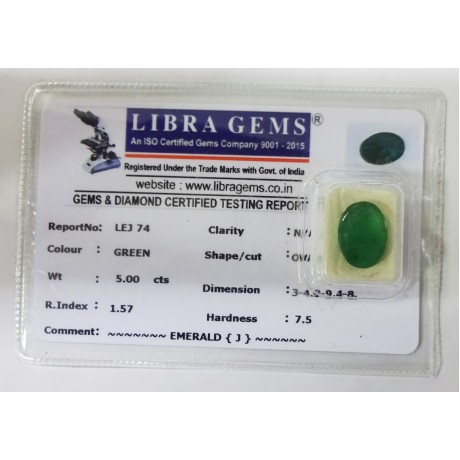 LIBRA GEMS ®
An ISO Certified Gems Company 9001 - 2015
Registered Under the Trade Marks with Govt. of India
website : www.libragems.co.in
GEMS & DIAMOND CERTIFIED TESTING REPOR
ReportNo: LEJ 74 Clarity : N/
Colour : GREEN Shape/cut : OV
Wt : 5.00 cts Dimension :
R.Index : 1.57 Hardness : 7.5
Comment: ~~~~~~~ EMERALD { J } ~~~~~~